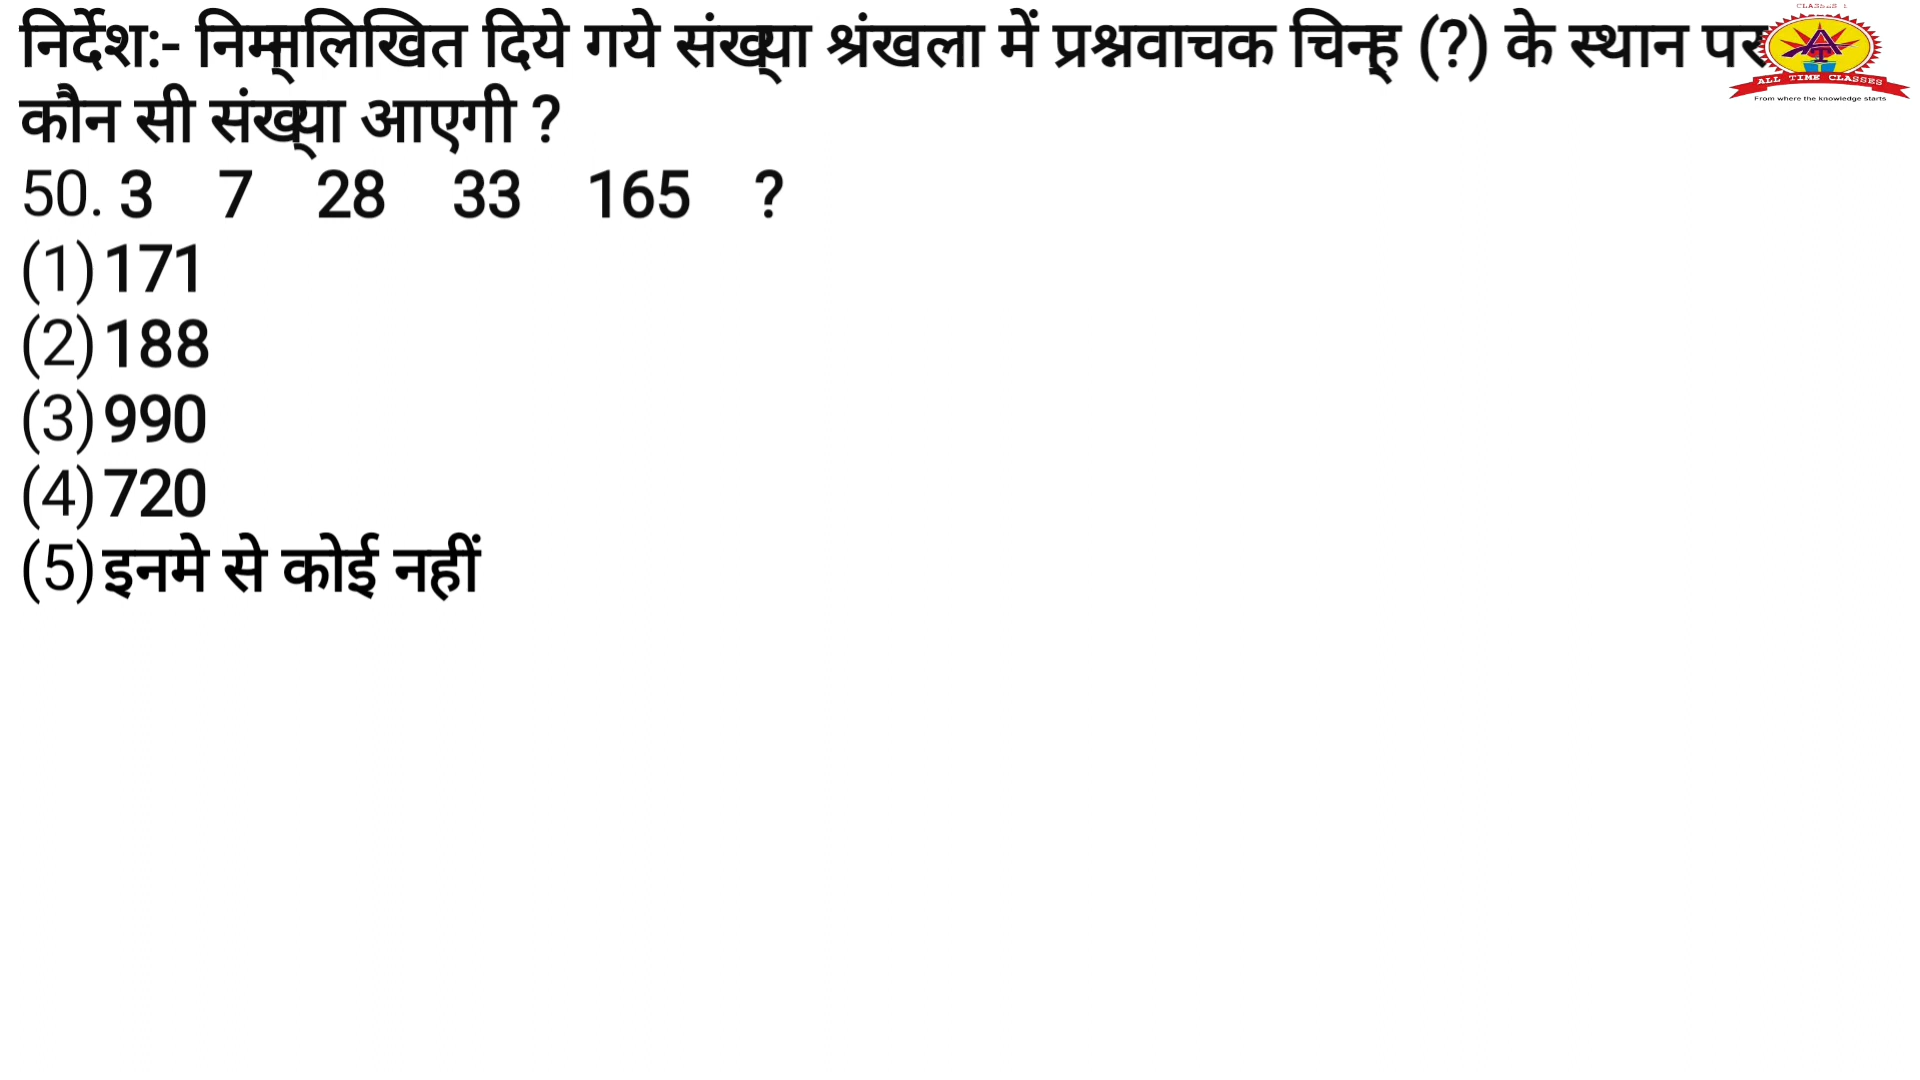 निर्देश:- निम्म्नलिखित दिये गये संख्या श्रंखला में प्रश्नवाचक चिन्ह (?) के स्थान पर
कौन सी संख्या आएगी ?
50. 3 7 28 33 165 ?
(1) 171
(2) 188
(3) 990
(4) 720
(5) इनमे से कोई नहीं
ALL TIME CLASSES
From where the knowledge starts